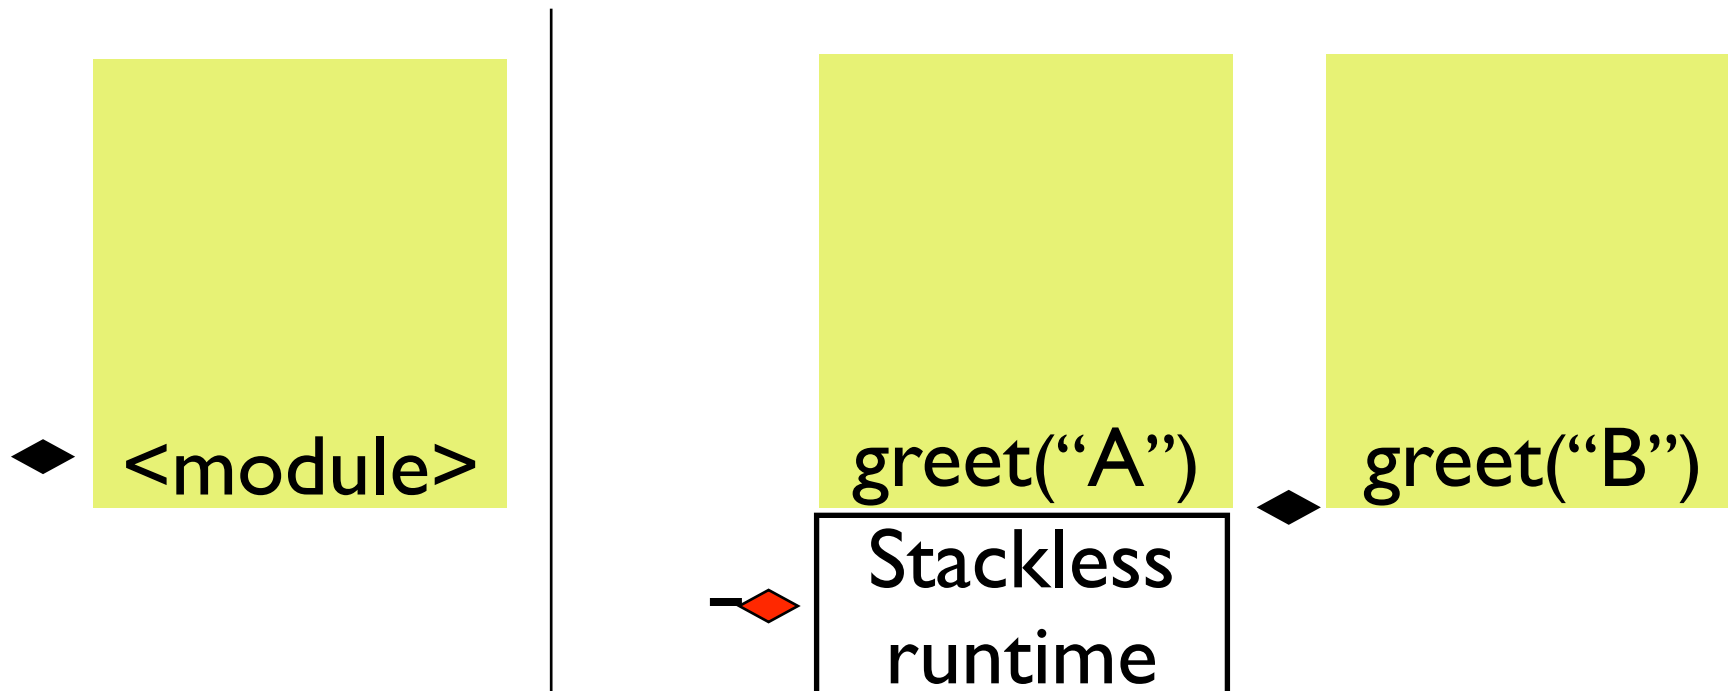 <module>
greet(“A”)
greet(“B”)
Stackless
runtime